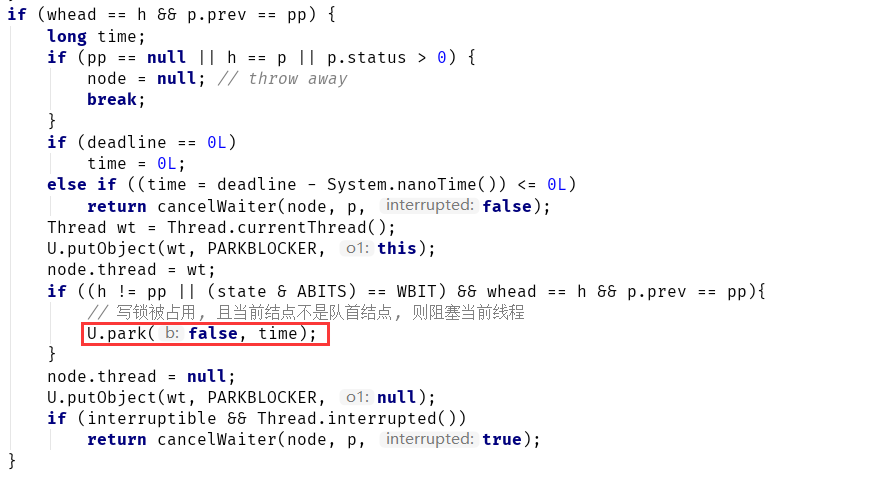 if (whead == h && p.prev == pp) {
long time;
if (pp == null || h == p || p.status > 0) {
node = null; // throw away
break;
}
if (deadline == 0L)
time = 0L;
else if ((time = deadline - System.nanoTime()) <= 0L)
return cancelWaiter(node, p, interrupted: false);
Thread wt = Thread.currentThread();
U.putObject(wt, PARKBLOCKER, o1: this);
node.thread = wt;
if ((h != pp || (state & ABITS) == WBIT) && whead == h && p.prev == pp){
// 写锁被占用, 且当前结点不是队首结点, 则阻塞当前线程
U.park( b: false, time);
}
node.thread = null;
U.putObject(wt, PARKBLOCKER, o1: null);
if (interruptible && Thread.interrupted())
return cancelWaiter(node, p, interrupted: true);
}